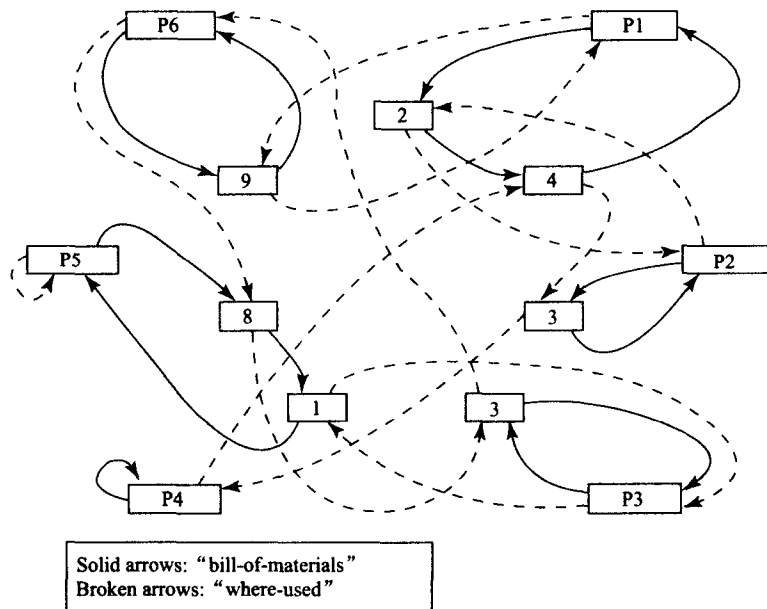 P6
P1
2
9
4
P5
P2
8
3
1
3
P4
P3
Solid arrows: “bill-of-materials”
Broken arrows: “where-used”